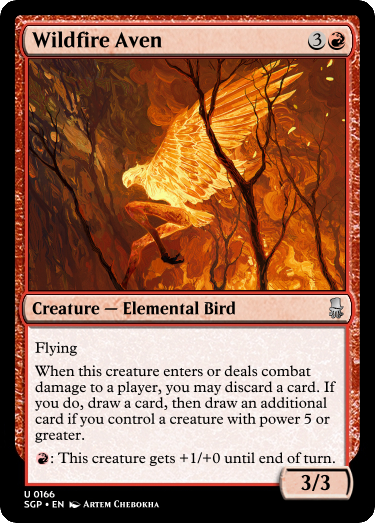 Wildfire Aven 3
Creature — Elemental Bird
Flying
When this creature enters or deals combat
damage to a player, you may discard a card. If
you do, draw a card, then draw an additional
card if you control a creature with power 5 or
greater.
: This creature gets +1/+0 until end of turn.
3/3
U 0166
SGP • EN Artem Chebokha